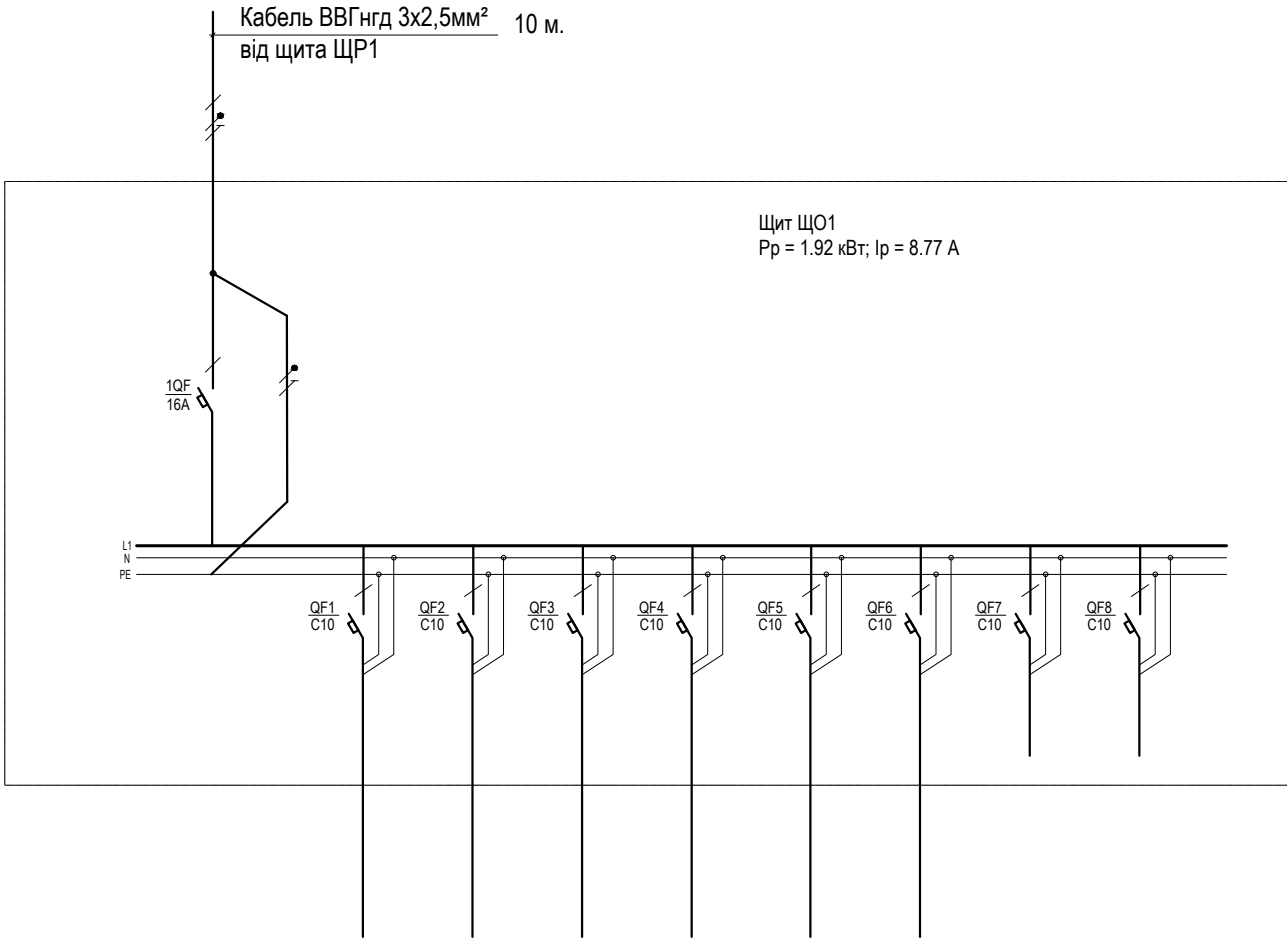 Кабель ВВГнгд 3х2,5мм² 10 м.
від щита ЩР1
Щит ЩО1
Рр = 1.92 кВт; Ір = 8.77 А
1QF
16А
L1
N
PE
QF1
C10
QF2
C10
QF3
C10
QF4
C10
QF5
C10
QF6
C10
QF7
C10
QF8
C10